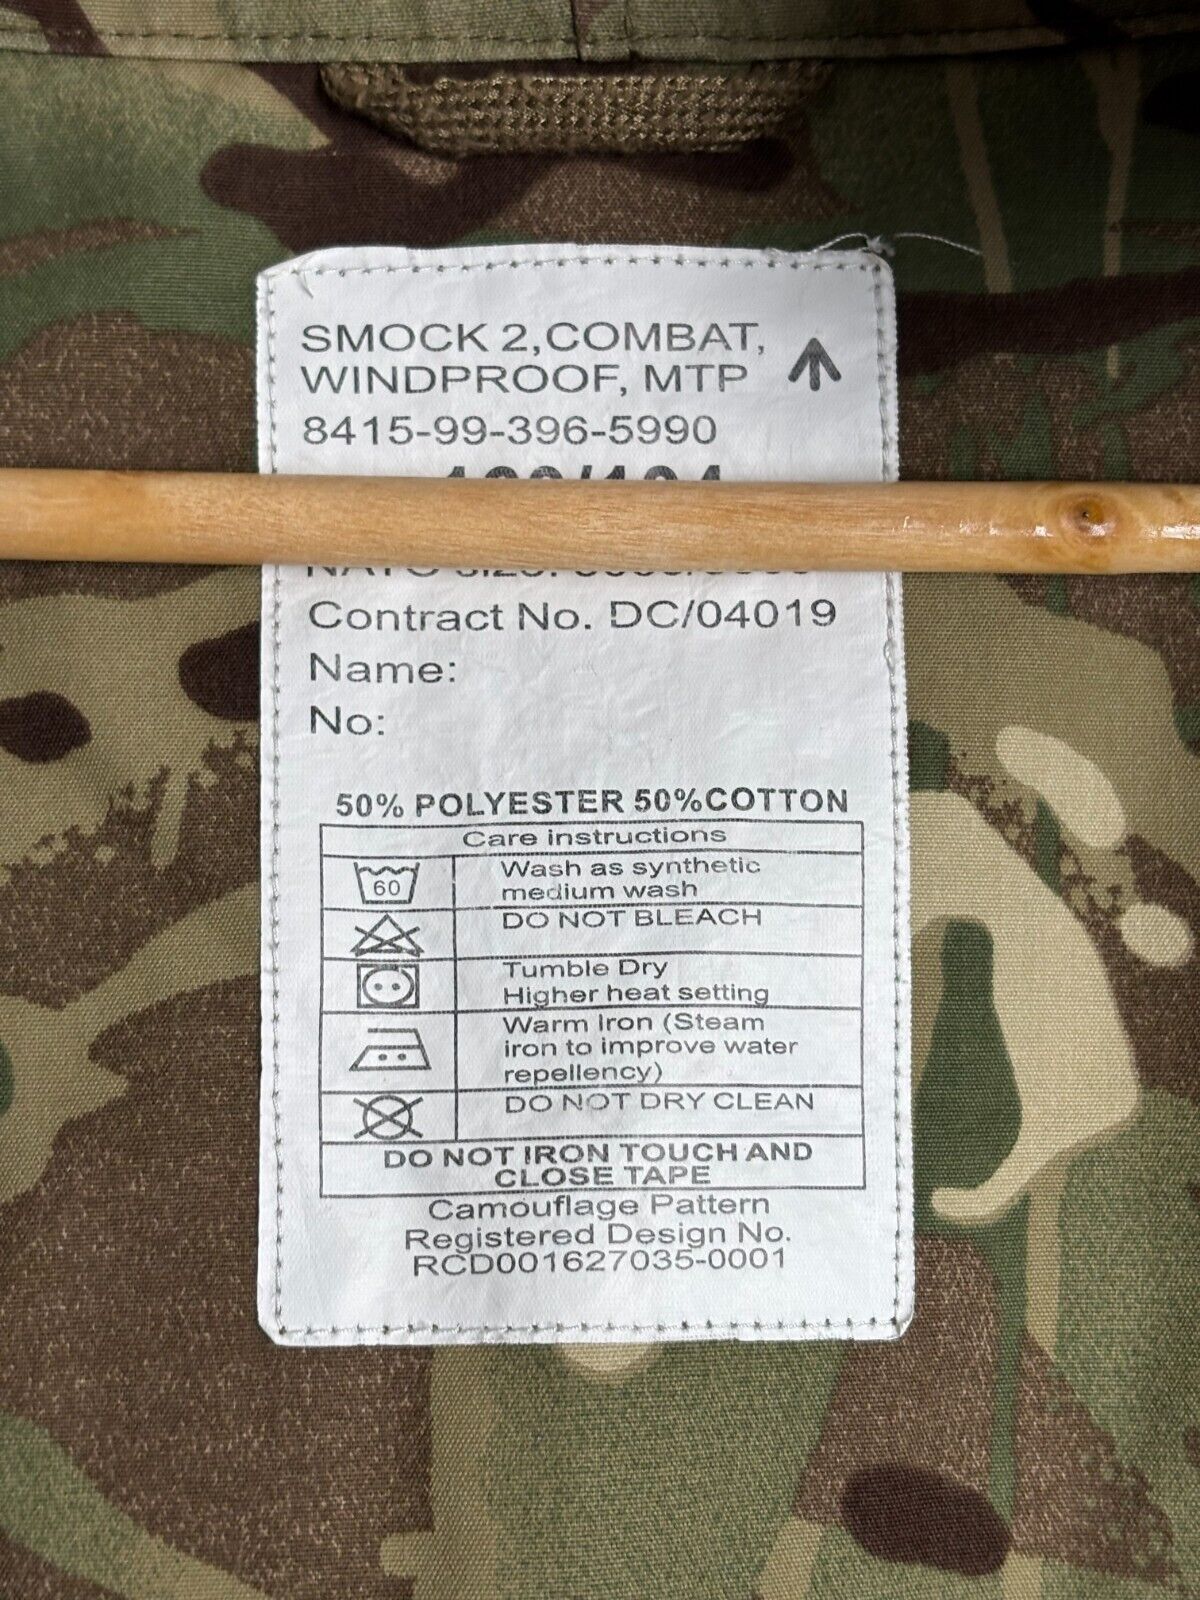 SMOCK 2,COMBAT,
WINDPROOF, MTP
8415-99-396-5990
Contract No. DC/04019
Name:
No:
50% POLYESTER 50%COTTON
Care instructions
60
Wash as synthetic
medium wash
DO NOT BLEACH
Tumble Dry
Higher heat setting
Warm Iron (Steam
iron to improve water
repellency)
DO NOT DRY CLEAN
DO NOT IRON TOUCH AND
CLOSE TAPE
Camouflage Pattern
Registered Design No.
RCD001627035-0001